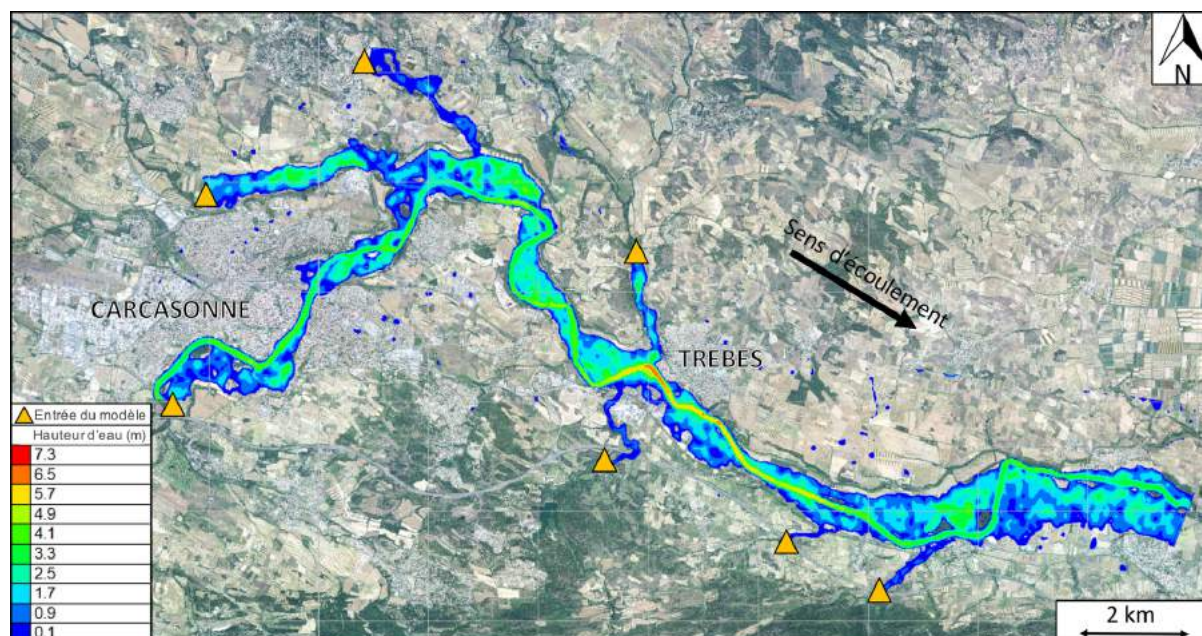 N
Sens d'écoulement
CARCASONNE
TREBES
Entrée du modèle
Hauteur d'eau (m)
7.3
6.5
5.7
4.9
4.1
3.3
2.5
1.7
0.9
0.1
2 km